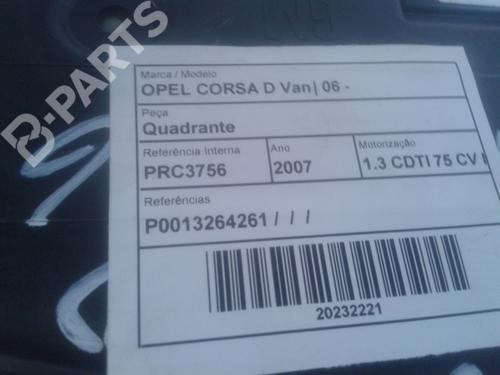 Marca / Modelo
OPEL CORSA D Van| 06 -
Peça
Quadrante
Referência Interna
PRC3756
Ano
2007
Motorização
1.3 CDTI 75 CV
Referências
P0013264261 / / /
20232221
B-PARTS